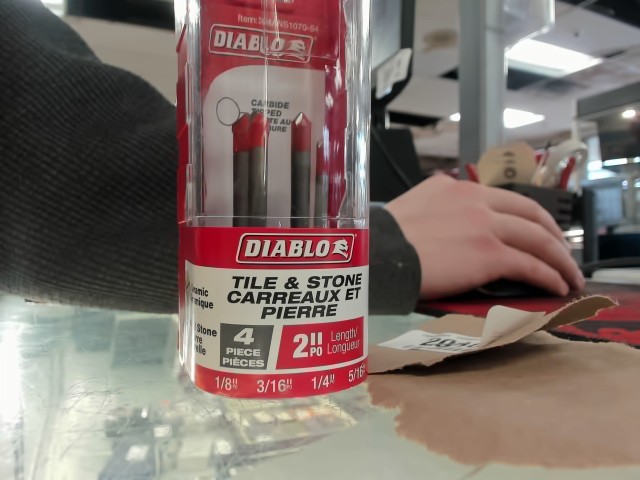 DIABLO
CARBIDE
DIABLO
TILE & STONE
CARREAUX ET
PIERRE
Stone
4
PIECE
PIÈCES
2"
PO
Length/
Longueur
1/8" 3/16" 1/4" 5/16